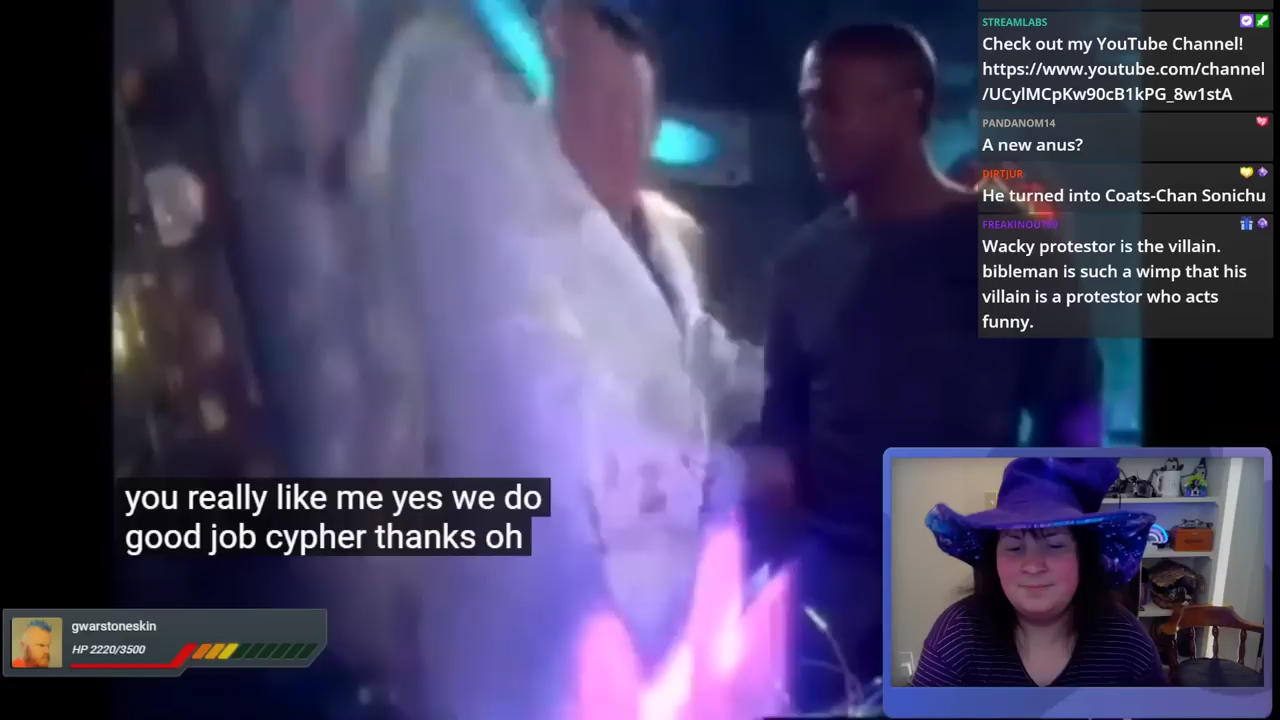 STREAMLABS
Check out my YouTube Channel!
https://www.youtube.com/channel
/UCylMCpKw90cB1kPG_8w1stA
PANDANOM14
A new anus?
DIRTJUR
He turned into Coats-Chan Sonichu
Wacky protestor is the villain.
bibleman is such a wimp that his
villain is a protestor who acts
funny.
you really like me yes we do
good job cypher thanks oh
gwarstoneskin
HP 2220/3500